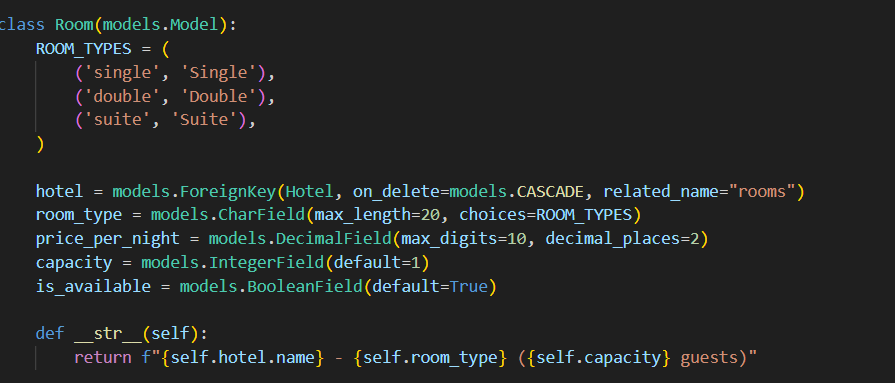 class Room(models.Model):
    ROOM_TYPES = (
        ('single', 'Single'),
        ('double', 'Double'),
        ('suite', 'Suite'),
    )
    hotel = models.ForeignKey(Hotel, on_delete=models.CASCADE, related_name="rooms")
    room_type = models.CharField(max_length=20, choices=ROOM_TYPES)
    price_per_night = models.DecimalField(max_digits=10, decimal_places=2)
    capacity = models.IntegerField(default=1)
    is_available = models.BooleanField(default=True)
    def __str__(self):
        return f"{self.hotel.name} - {self.room_type} ({self.capacity} guests)"